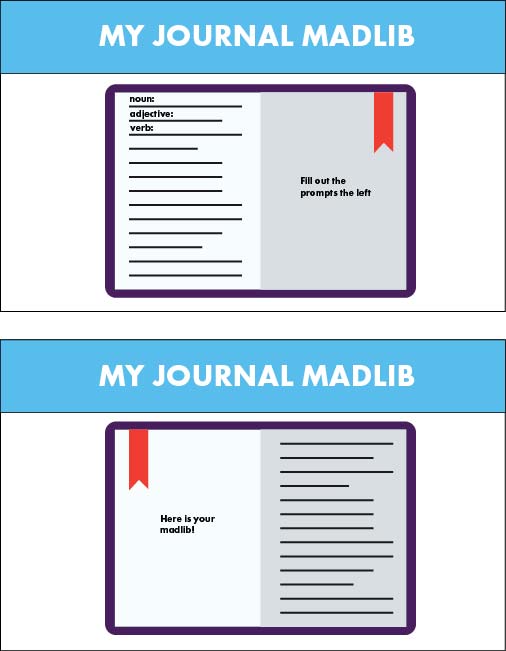 MY JOURNAL MADLIB
noun:
adjective:
verb:
Fill out the
prompts the left
MY JOURNAL MADLIB
Here is your
madlib!